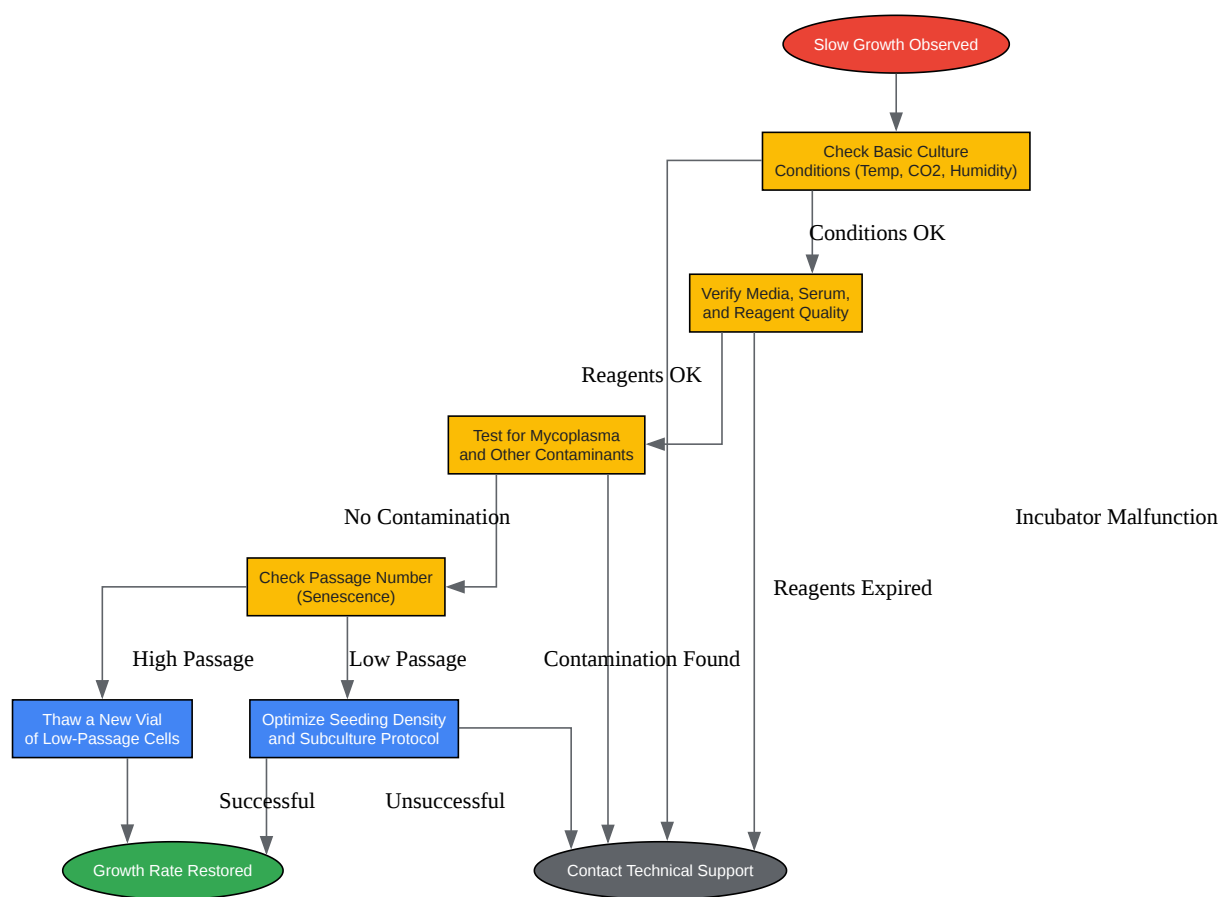 Slow Growth Observed
Check Basic Culture
Conditions (Temp, CO2, Humidity)
Conditions OK
Verify Media, Serum,
and Reagent Quality
Reagents OK
Test for Mycoplasma
and Other Contaminants
No Contamination
Incubator Malfunction
Check Passage Number
(Senescence)
Reagents Expired
High Passage
Low Passage
Contamination Found
Thaw a New Vial
of Low-Passage Cells
Optimize Seeding Density
and Subculture Protocol
Successful
Unsuccessful
Growth Rate Restored
Contact Technical Support